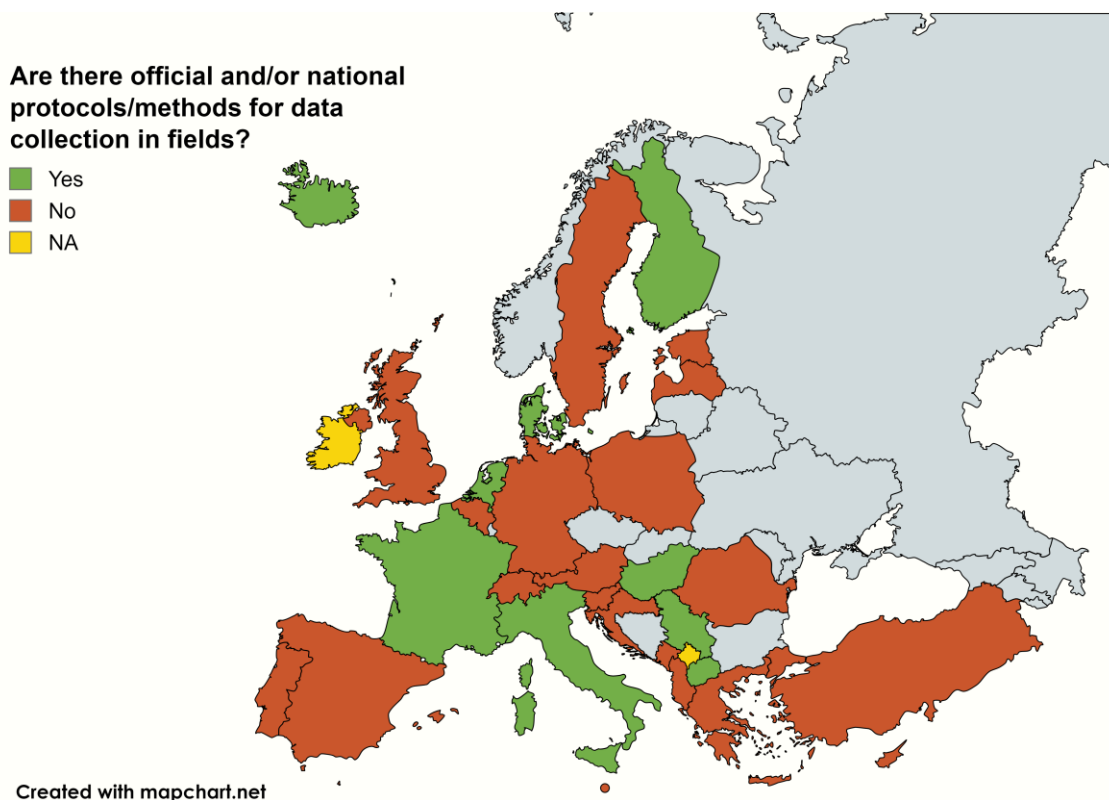 Are there official and/or national
protocols/methods for data
collection in fields?
Yes
No
NA
Created with mapchart.net